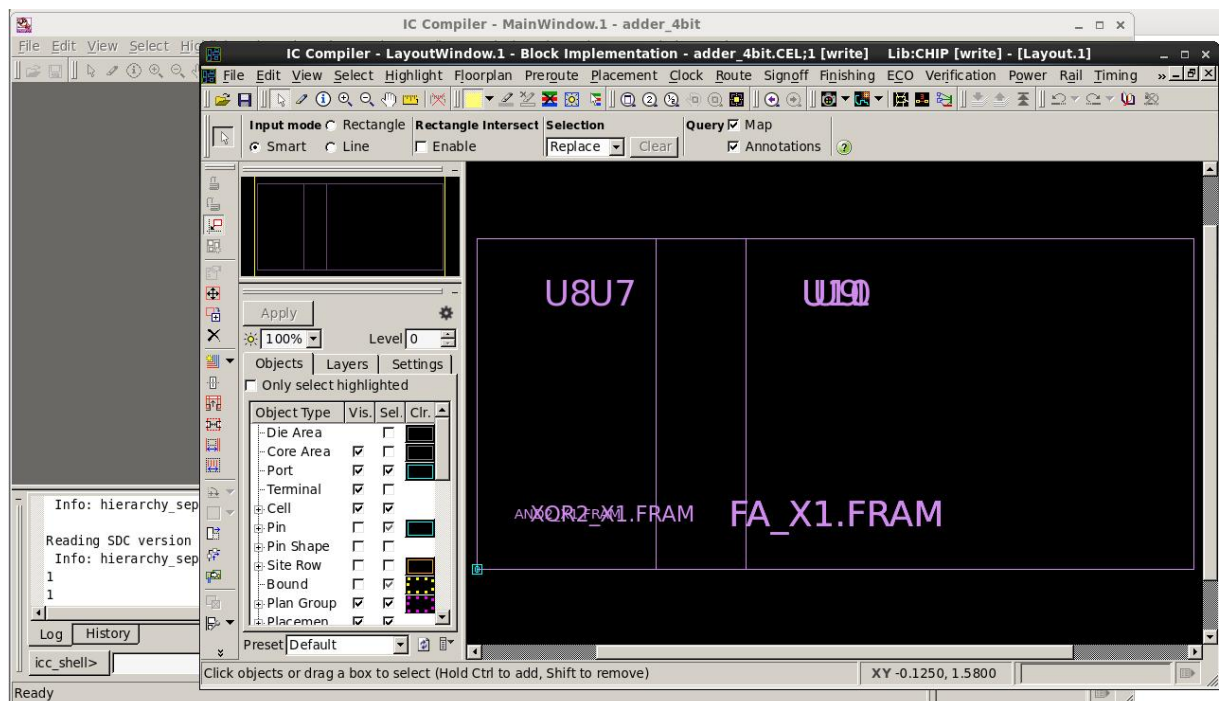 IC Compiler - MainWindow.1 - adder_4bit
File Edit View Select Hig
IC Compiler - LayoutWindow.1 - Block Implementation - adder_4bit.CEL;1 [write] Lib:CHIP [write] - [Layout.1]
File Edit View Select Highlight Floorplan Preroute Placement Clock Route Signoff Finishing ECO Verification Power Rail Timing »
Input mode Rectangle Rectangle Intersect Selection Query Map
Smart Line Enable Replace Clear Annotations
U8U7
Apply
100% Level 0
Objects Layers Settings
Only select highlighted
Object Type Vis. Sel. Clr.
Die Area
Core Area
Port
Terminal
Cell
Pin
Pin Shape
Site Row
Bound
Plan Group
Placemen
XOR2_X1.FRAM FA_X1.FRAM
Preset Default
Click objects or drag a box to select (Hold Ctrl to add, Shift to remove) XY -0.1250, 1.5800
Info: hierarchy_sep
Reading SDC version
Info: hierarchy_sep
1
1
Log History
icc_shell>
Ready